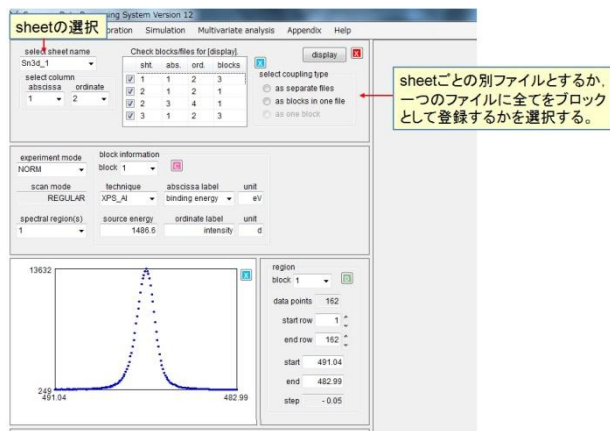 sheetの選択
System Version 12
Simulation Multivariate analysis Appendix Help
select sheet name
Sn3d_1
select column
abscissa ordinate
1 2
Check blocks/files for [display].
sht. abs. ord. blocks
1 1 2 3
2 1 2 1
2 3 4 1
3 1 2 3
display X
select coupling type
as separate files
as blocks in one file
as one block
sheetごとの別ファイルとするか,
一つのファイルに全てをブロック
として登録するかを選択する。
experiment mode
NORM
block information
block 1 C
scan mode technique abscissa label unit
REGULAR XPS_AI binding energy eV
spectral region(s) source energy ordinate label unit
1 1486.6 intensity d
13632
X
249
491.04 482.99
region
block 1
data points 162
start row 1
end row 162
start 491.04
end 482.99
step - 0.05